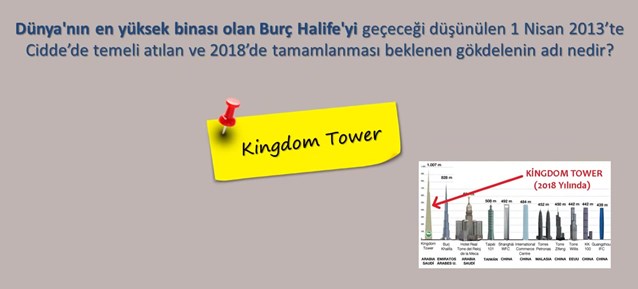 Dünya'nın en yüksek binası olan Burç Halife'yi geçeceği düşünülen 1 Nisan 2013’te
Cidde’de temeli atılan ve 2018’de tamamlanması beklenen gökdelenin adı nedir?
Kingdom Tower
KİNGDOM TOWER
(2018 Yılında)
1.007 m
828 m
508 m 492 m 484 m 452 m 450 m 442 m 442 m 438 m
Kingdom Tower
Burj Khalifa
Hotel Real Torre del Reloj de la Meca
Taipéi 101
Shanghai WFC
International Commerce Centre
Torres Petronas
Torre Zifeng
Torre Willis
KK 100
Guangzhou IFC
ARABIA SAUDÍ
EMIRATOS ÁRABES U.
ARABIA SAUDÍ
TAIWÁN CHINA CHINA MALASIA CHINA EEUU CHINA CHINA